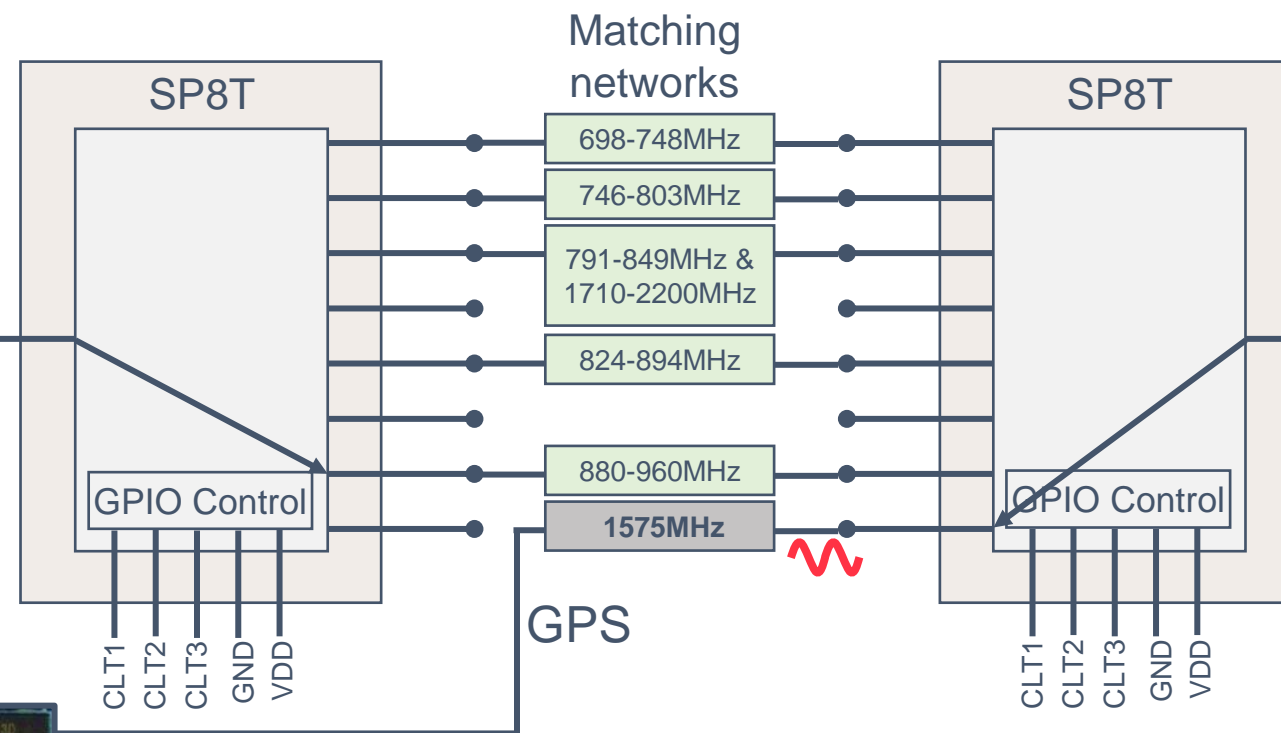 Matching
networks
SP8T
SP8T
698-748MHz
746-803MHz
791-849MHz &
1710-2200MHz
824-894MHz
880-960MHz
1575MHz
GPIO Control
GPIO Control
GPS
CLT1
CLT2
CLT3
GND
VDD
CLT1
CLT2
CLT3
GND
VDD